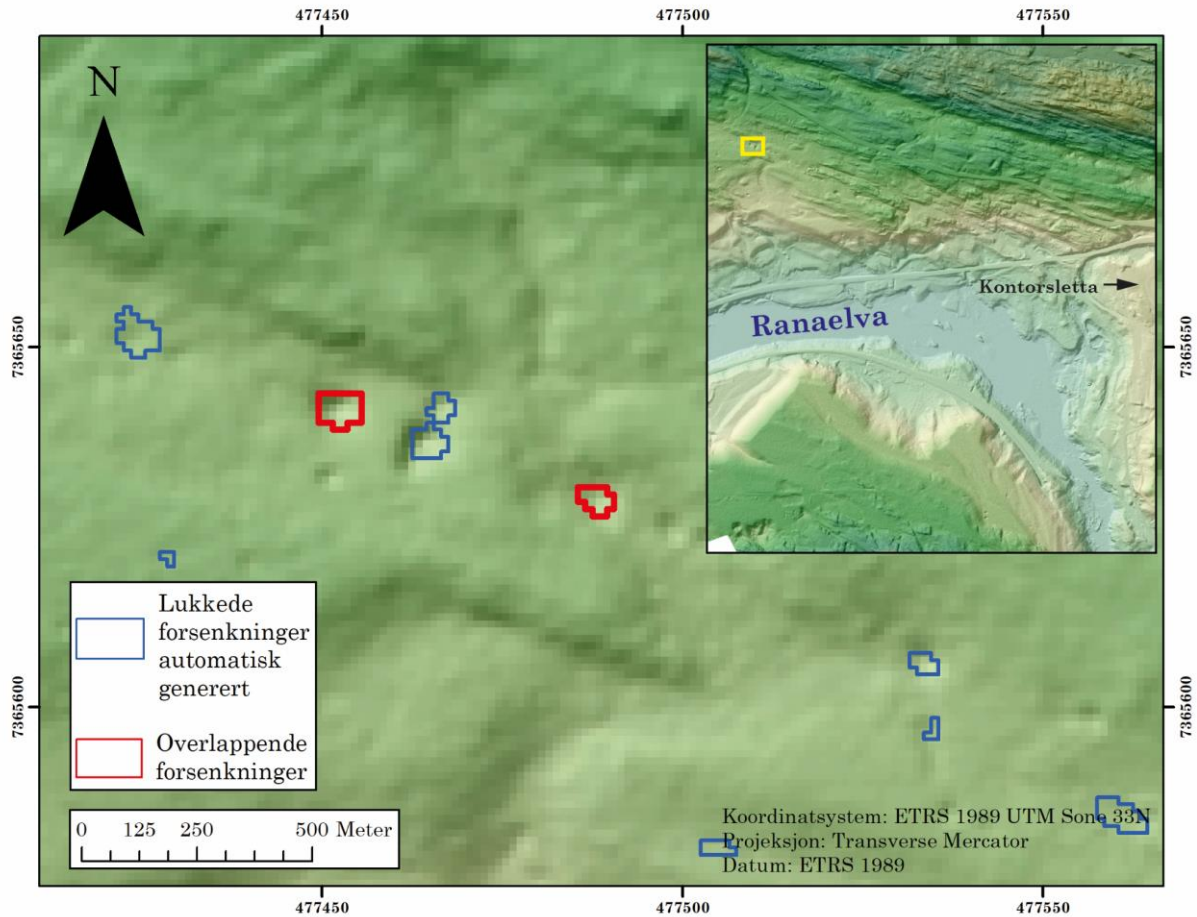 477450
477500
477550
N
Kontorsletta
Ranaelva
7365650
7365650
Lukkede
forsenkninger
automatisk
generert
Overlappende
forsenkninger
7365600
7365600
0 125 250 500 Meter
Koordinatsystem: ETRS 1989 UTM Sone 33N
Projeksjon: Transverse Mercator
Datum: ETRS 1989
477450
477500
477550